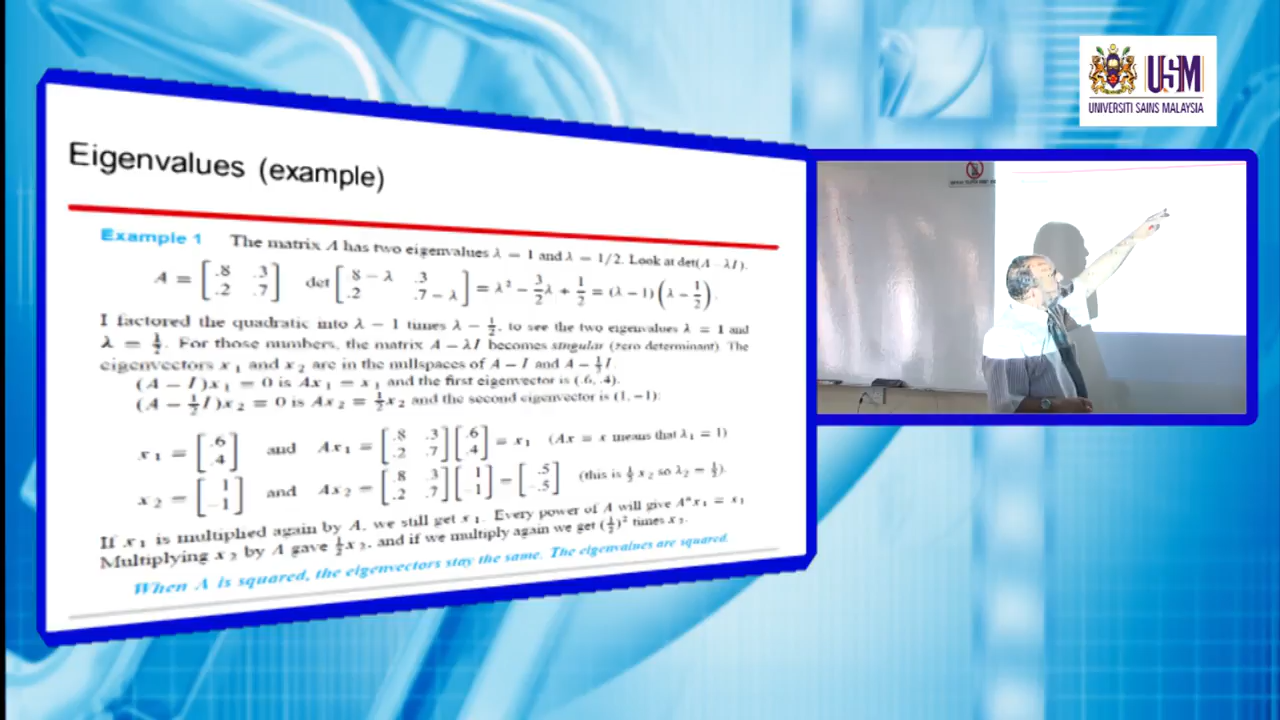 USM
UNIVERSITI SAINS MALAYSIA
Eigenvalues (example)
Example 1 The matrix A has two eigenvalues λ = 1 and λ = 1/2. Look at det(A − λI).
A = [.8 .3; .2 .7] det [.8 − λ .3; .2 .7 − λ] = λ² − 3/2 λ + 1/2 = (λ − 1)(λ − 1/2).
I factored the quadratic into λ − 1 times λ − 1/2, to see the two eigenvalues λ = 1 and
λ = 1/2. For those numbers, the matrix A − λI becomes singular (zero determinant). The
eigenvectors x₁ and x₂ are in the nullspaces of A − I and A − 1/2 I.
(A − I)x₁ = 0 is Ax₁ = x₁ and the first eigenvector is (.6, .4).
(A − 1/2 I)x₂ = 0 is Ax₂ = 1/2 x₂ and the second eigenvector is (1, −1):
x₁ = [.6; .4] and Ax₁ = [.8 .3; .2 .7][.6; .4] = x₁ (Ax = x means that λ₁ = 1)
x₂ = [1; −1] and Ax₂ = [.8 .3; .2 .7][1; −1] = [.5; −.5] (this is 1/2 x₂ so λ₂ = 1/2).
If x₁ is multiplied again by A, we still get x₁. Every power of A will give Aⁿx₁ = x₁.
Multiplying x₂ by A gave 1/2 x₂, and if we multiply again we get (1/2)² times x₂.
When A is squared, the eigenvectors stay the same. The eigenvalues are squared.